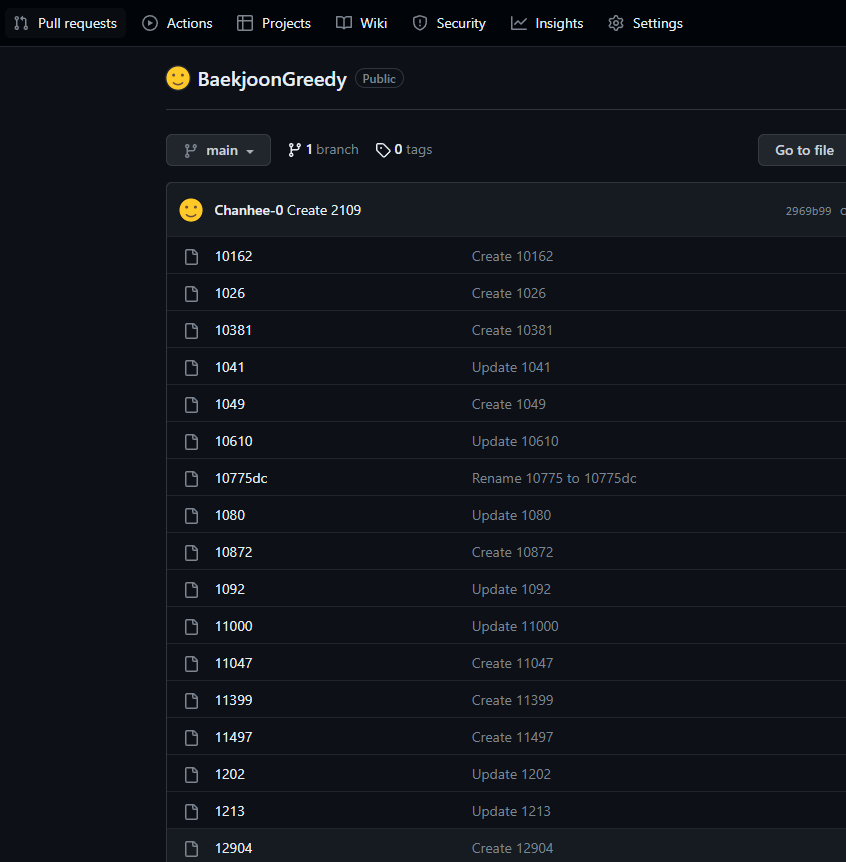 Pull requests Actions Projects Wiki Security Insights Settings
BaekjoonGreedy Public
main 1 branch 0 tags Go to file
Chanhee-0 Create 2109 2969b99
10162 Create 10162
1026 Create 1026
10381 Create 10381
1041 Update 1041
1049 Create 1049
10610 Update 10610
10775dc Rename 10775 to 10775dc
1080 Update 1080
10872 Create 10872
1092 Update 1092
11000 Update 11000
11047 Create 11047
11399 Create 11399
11497 Create 11497
1202 Update 1202
1213 Update 1213
12904 Create 12904